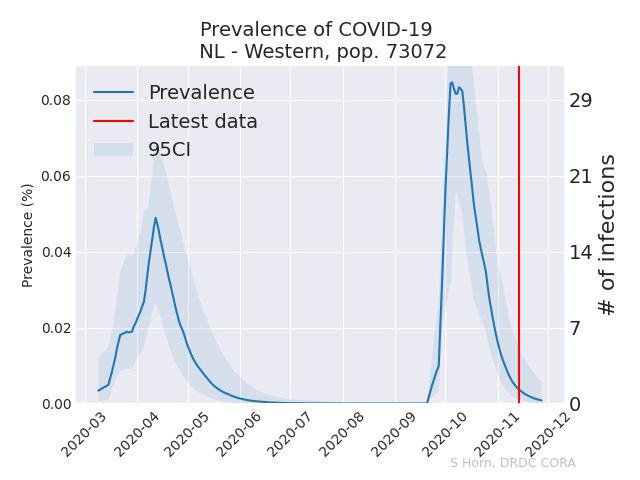 Prevalence of COVID-19
NL - Western, pop. 73072
Prevalence
Latest data
95CI
Prevalence (%)
0.08
0.06
0.04
0.02
0.00
# of infections
29
21
14
7
0
2020-03
2020-04
2020-05
2020-06
2020-07
2020-08
2020-09
2020-10
2020-11
2020-12
S Horn, DRDC CORA